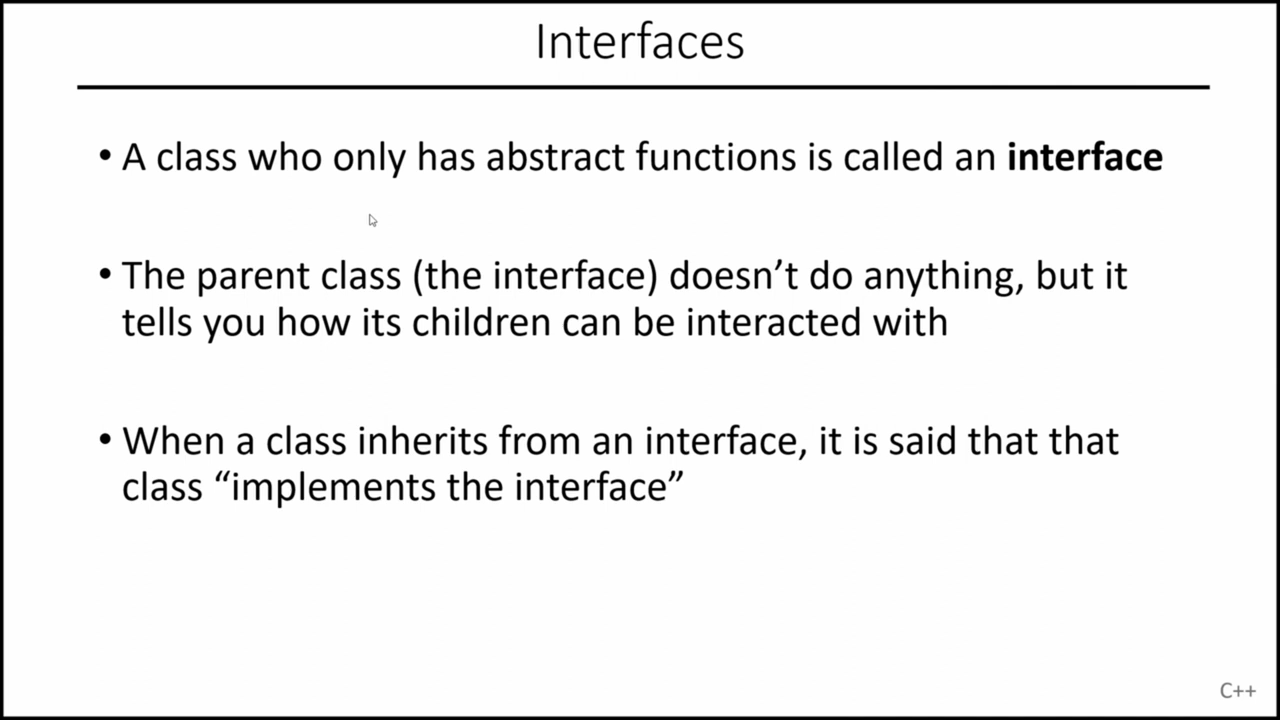 Interfaces
• A class who only has abstract functions is called an interface
• The parent class (the interface) doesn’t do anything, but it
tells you how its children can be interacted with
• When a class inherits from an interface, it is said that that
class “implements the interface”
C++